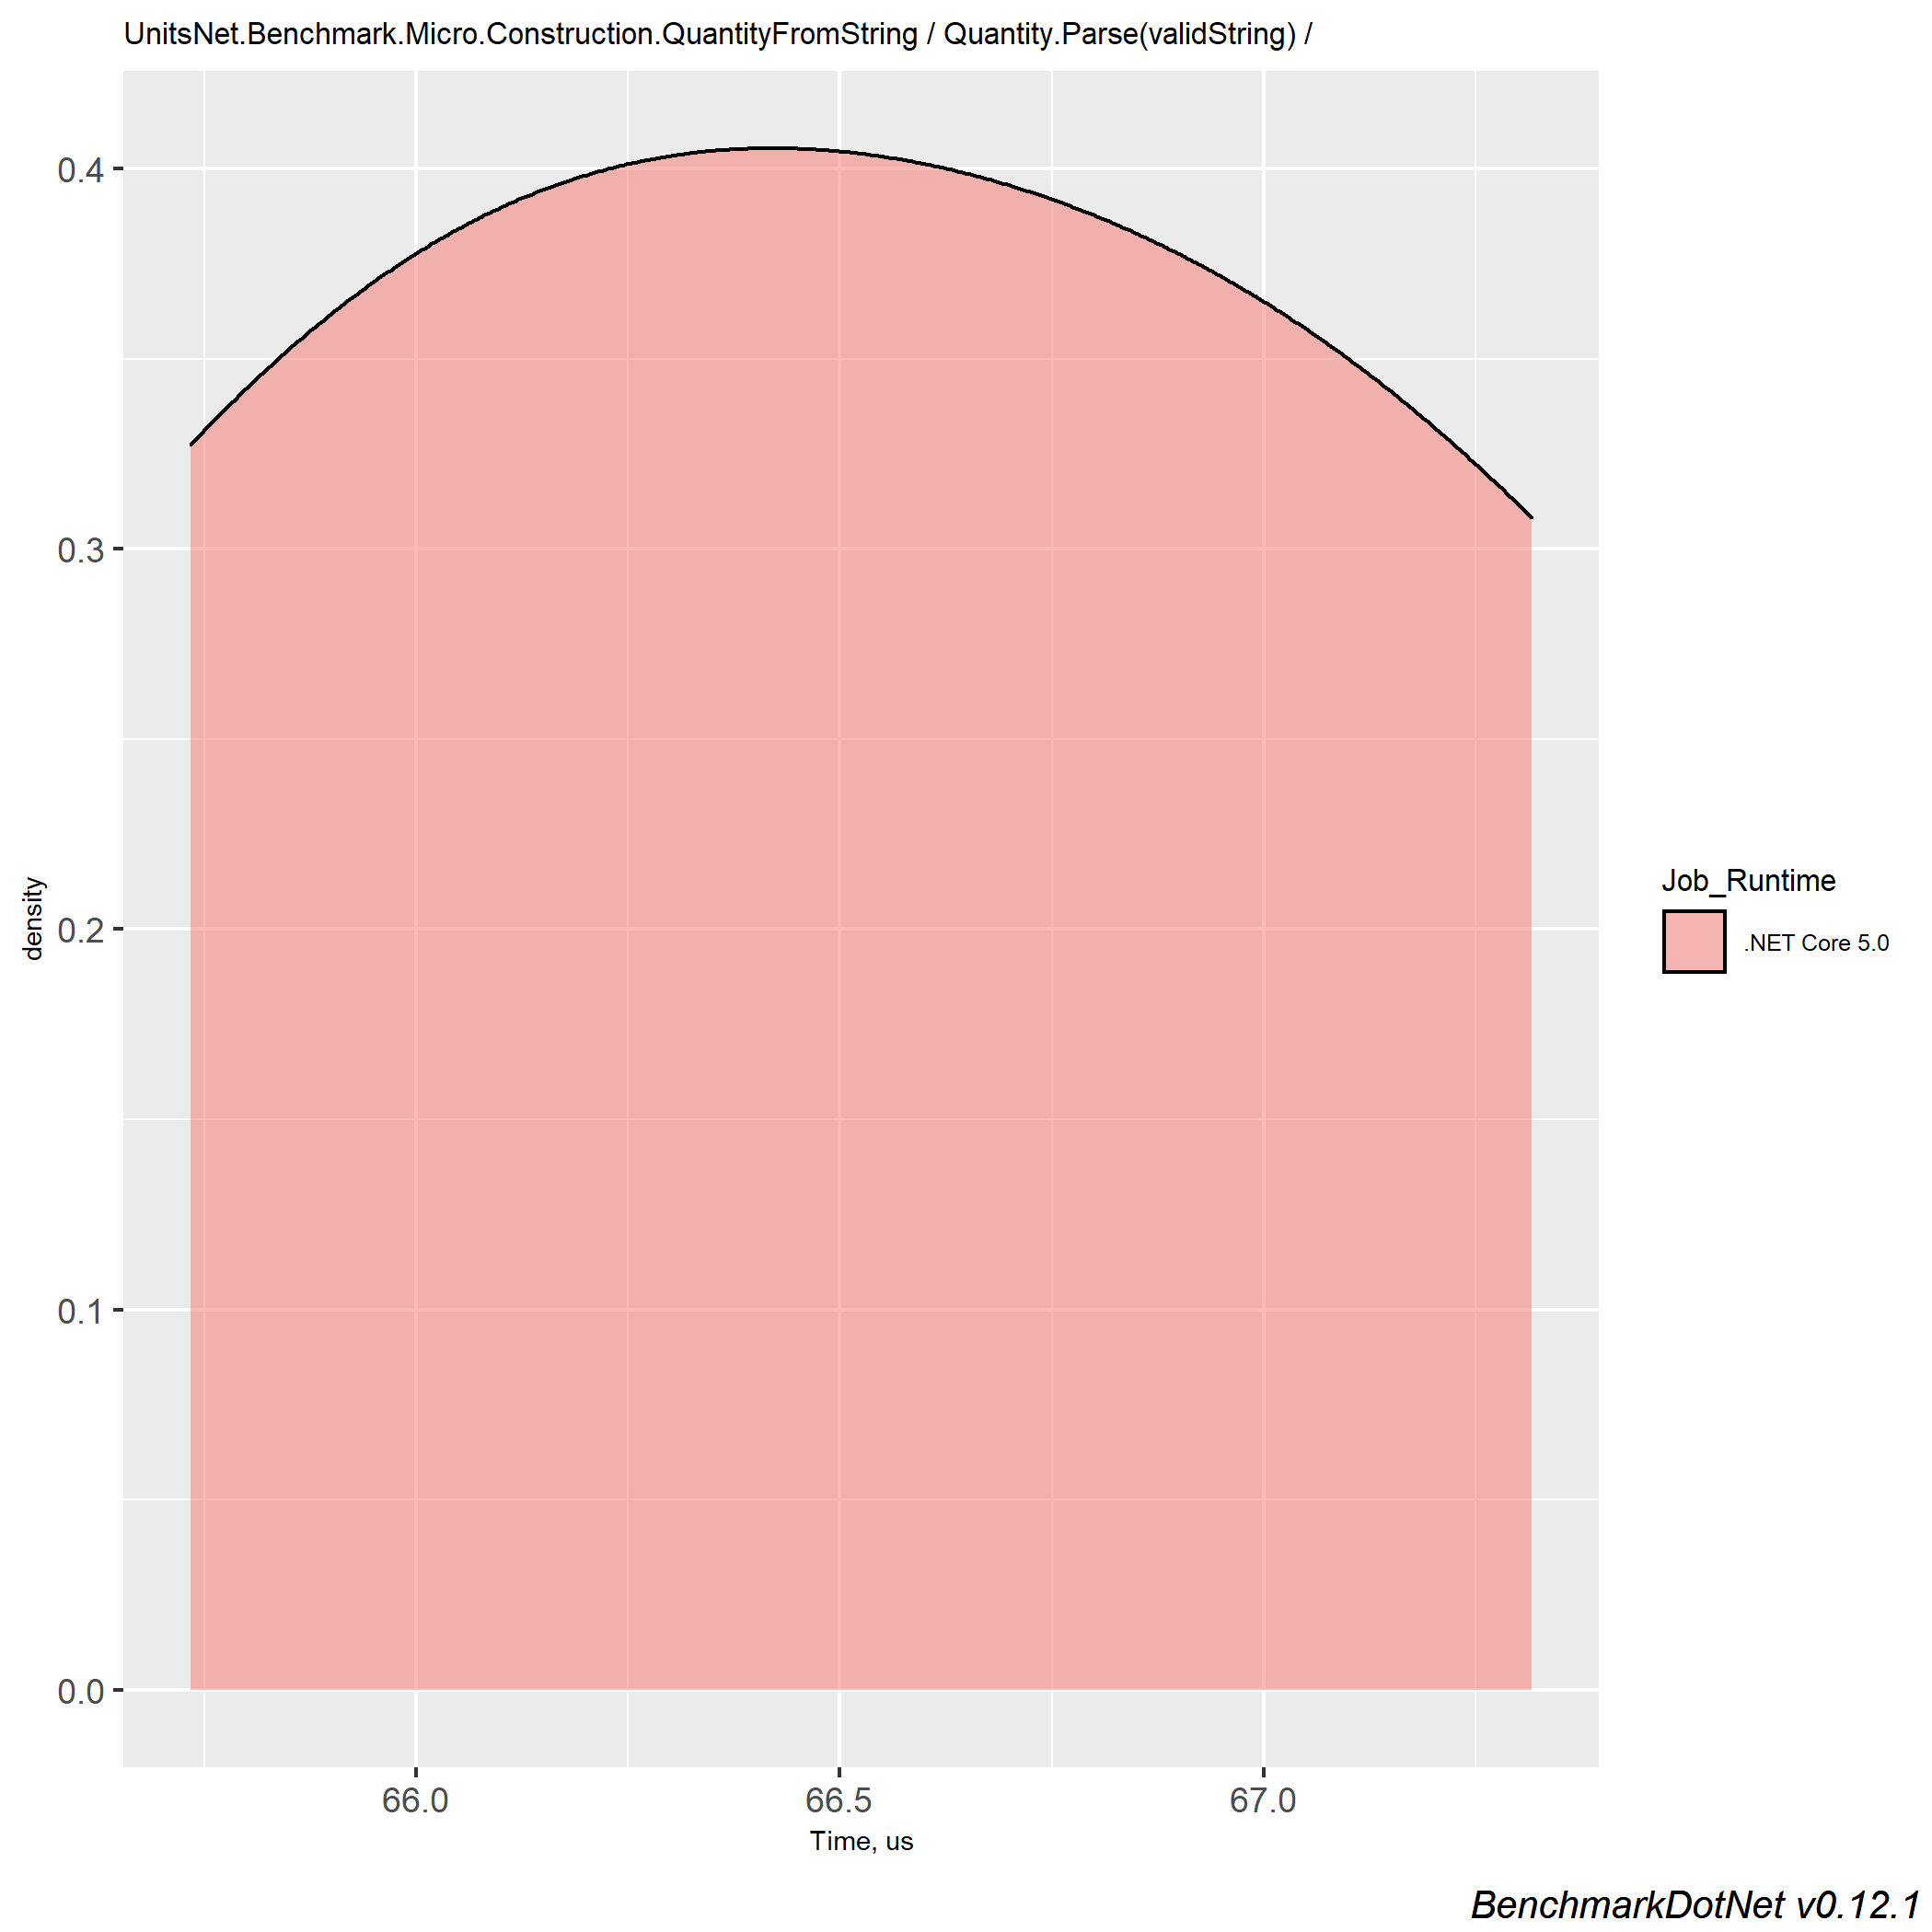 UnitsNet.Benchmark.Micro.Construction.QuantityFromString / Quantity.Parse(validString) /
0.4
0.3
0.2
0.1
0.0
density
66.0
66.5
67.0
Time, us
Job_Runtime
.NET Core 5.0
BenchmarkDotNet v0.12.1